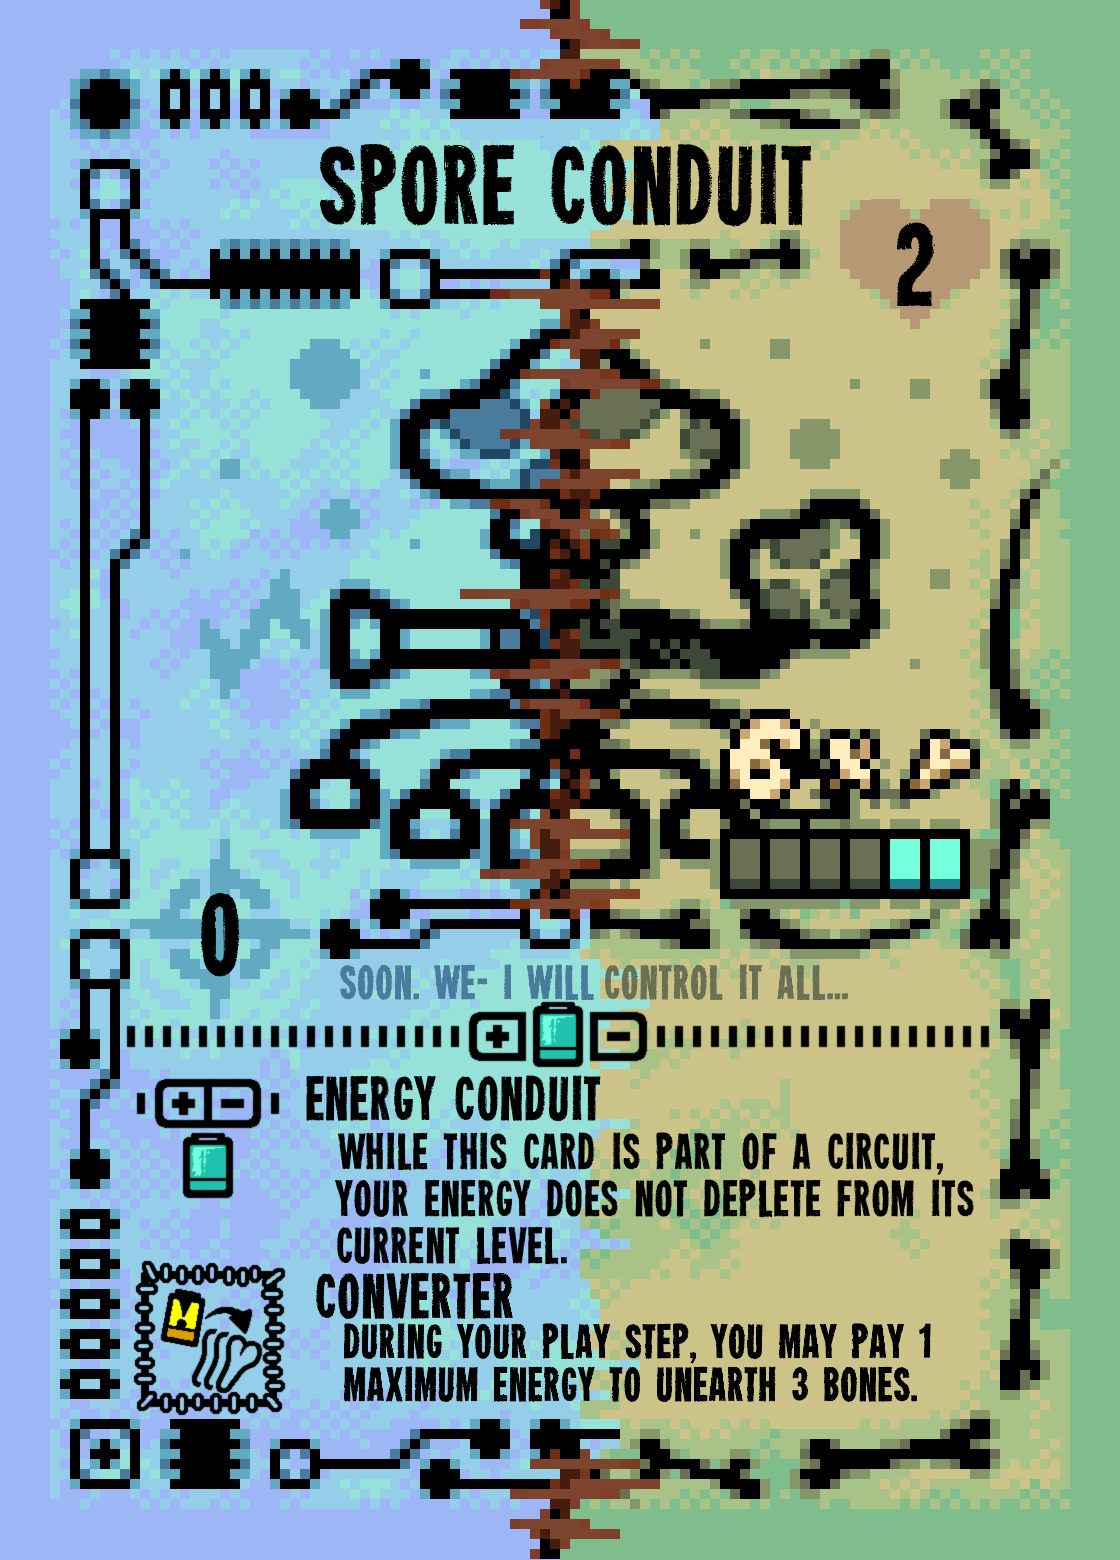 SPORE CONDUIT
2
6
0
SOON. WE- I WILL CONTROL IT ALL...
ENERGY CONDUIT
WHILE THIS CARD IS PART OF A CIRCUIT,
YOUR ENERGY DOES NOT DEPLETE FROM ITS
CURRENT LEVEL.
CONVERTER
DURING YOUR PLAY STEP, YOU MAY PAY 1
MAXIMUM ENERGY TO UNEARTH 3 BONES.